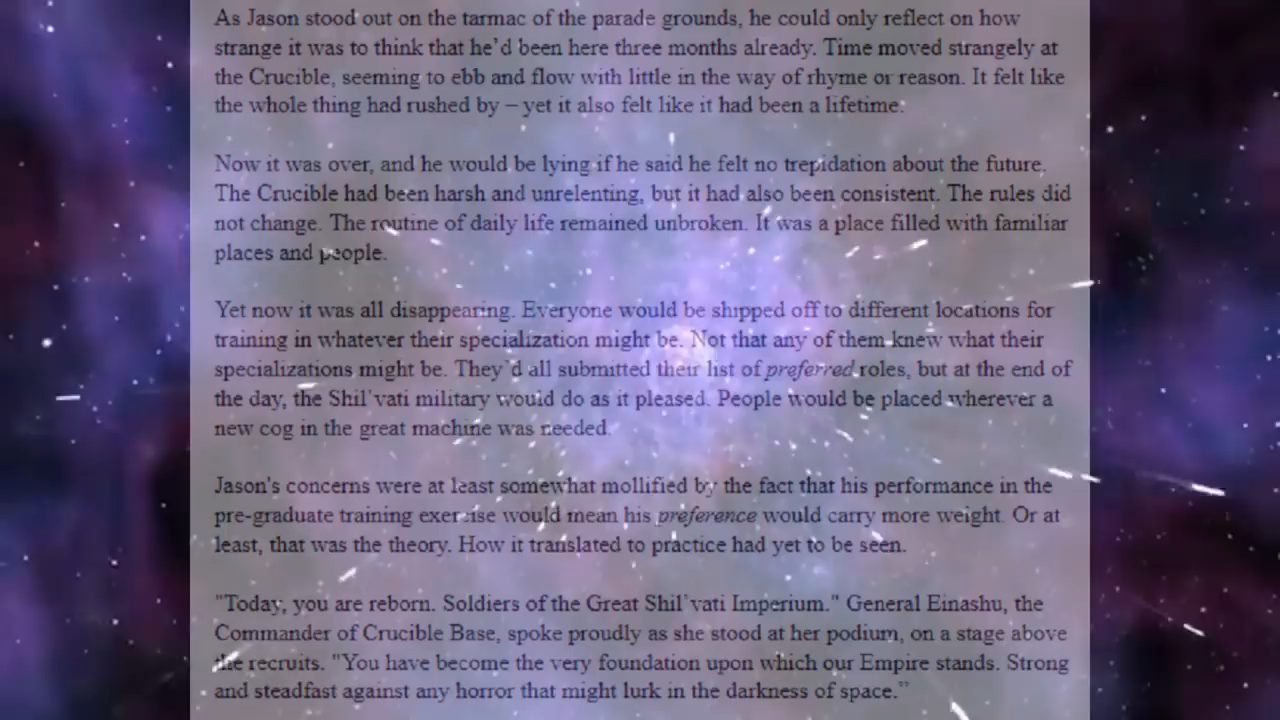 As Jason stood out on the tarmac of the parade grounds, he could only reflect on how
strange it was to think that he’d been here three months already. Time moved strangely at
the Crucible, seeming to ebb and flow with little in the way of rhyme or reason. It felt like
the whole thing had rushed by – yet it also felt like it had been a lifetime.
Now it was over, and he would be lying if he said he felt no trepidation about the future.
The Crucible had been harsh and unrelenting, but it had also been consistent. The rules did
not change. The routine of daily life remained unbroken. It was a place filled with familiar
places and people.
Yet now it was all disappearing. Everyone would be shipped off to different locations for
training in whatever their specialization might be. Not that any of them knew what their
specializations might be. They’d all submitted their list of preferred roles, but at the end of
the day, the Shil’vati military would do as it pleased. People would be placed wherever a
new cog in the great machine was needed.
Jason's concerns were at least somewhat mollified by the fact that his performance in the
pre-graduate training exercise would mean his preference would carry more weight. Or at
least, that was the theory. How it translated to practice had yet to be seen.
"Today, you are reborn. Soldiers of the Great Shil’vati Imperium." General Einashu, the
Commander of Crucible Base, spoke proudly as she stood at her podium, on a stage above
the recruits. "You have become the very foundation upon which our Empire stands. Strong
and steadfast against any horror that might lurk in the darkness of space.”